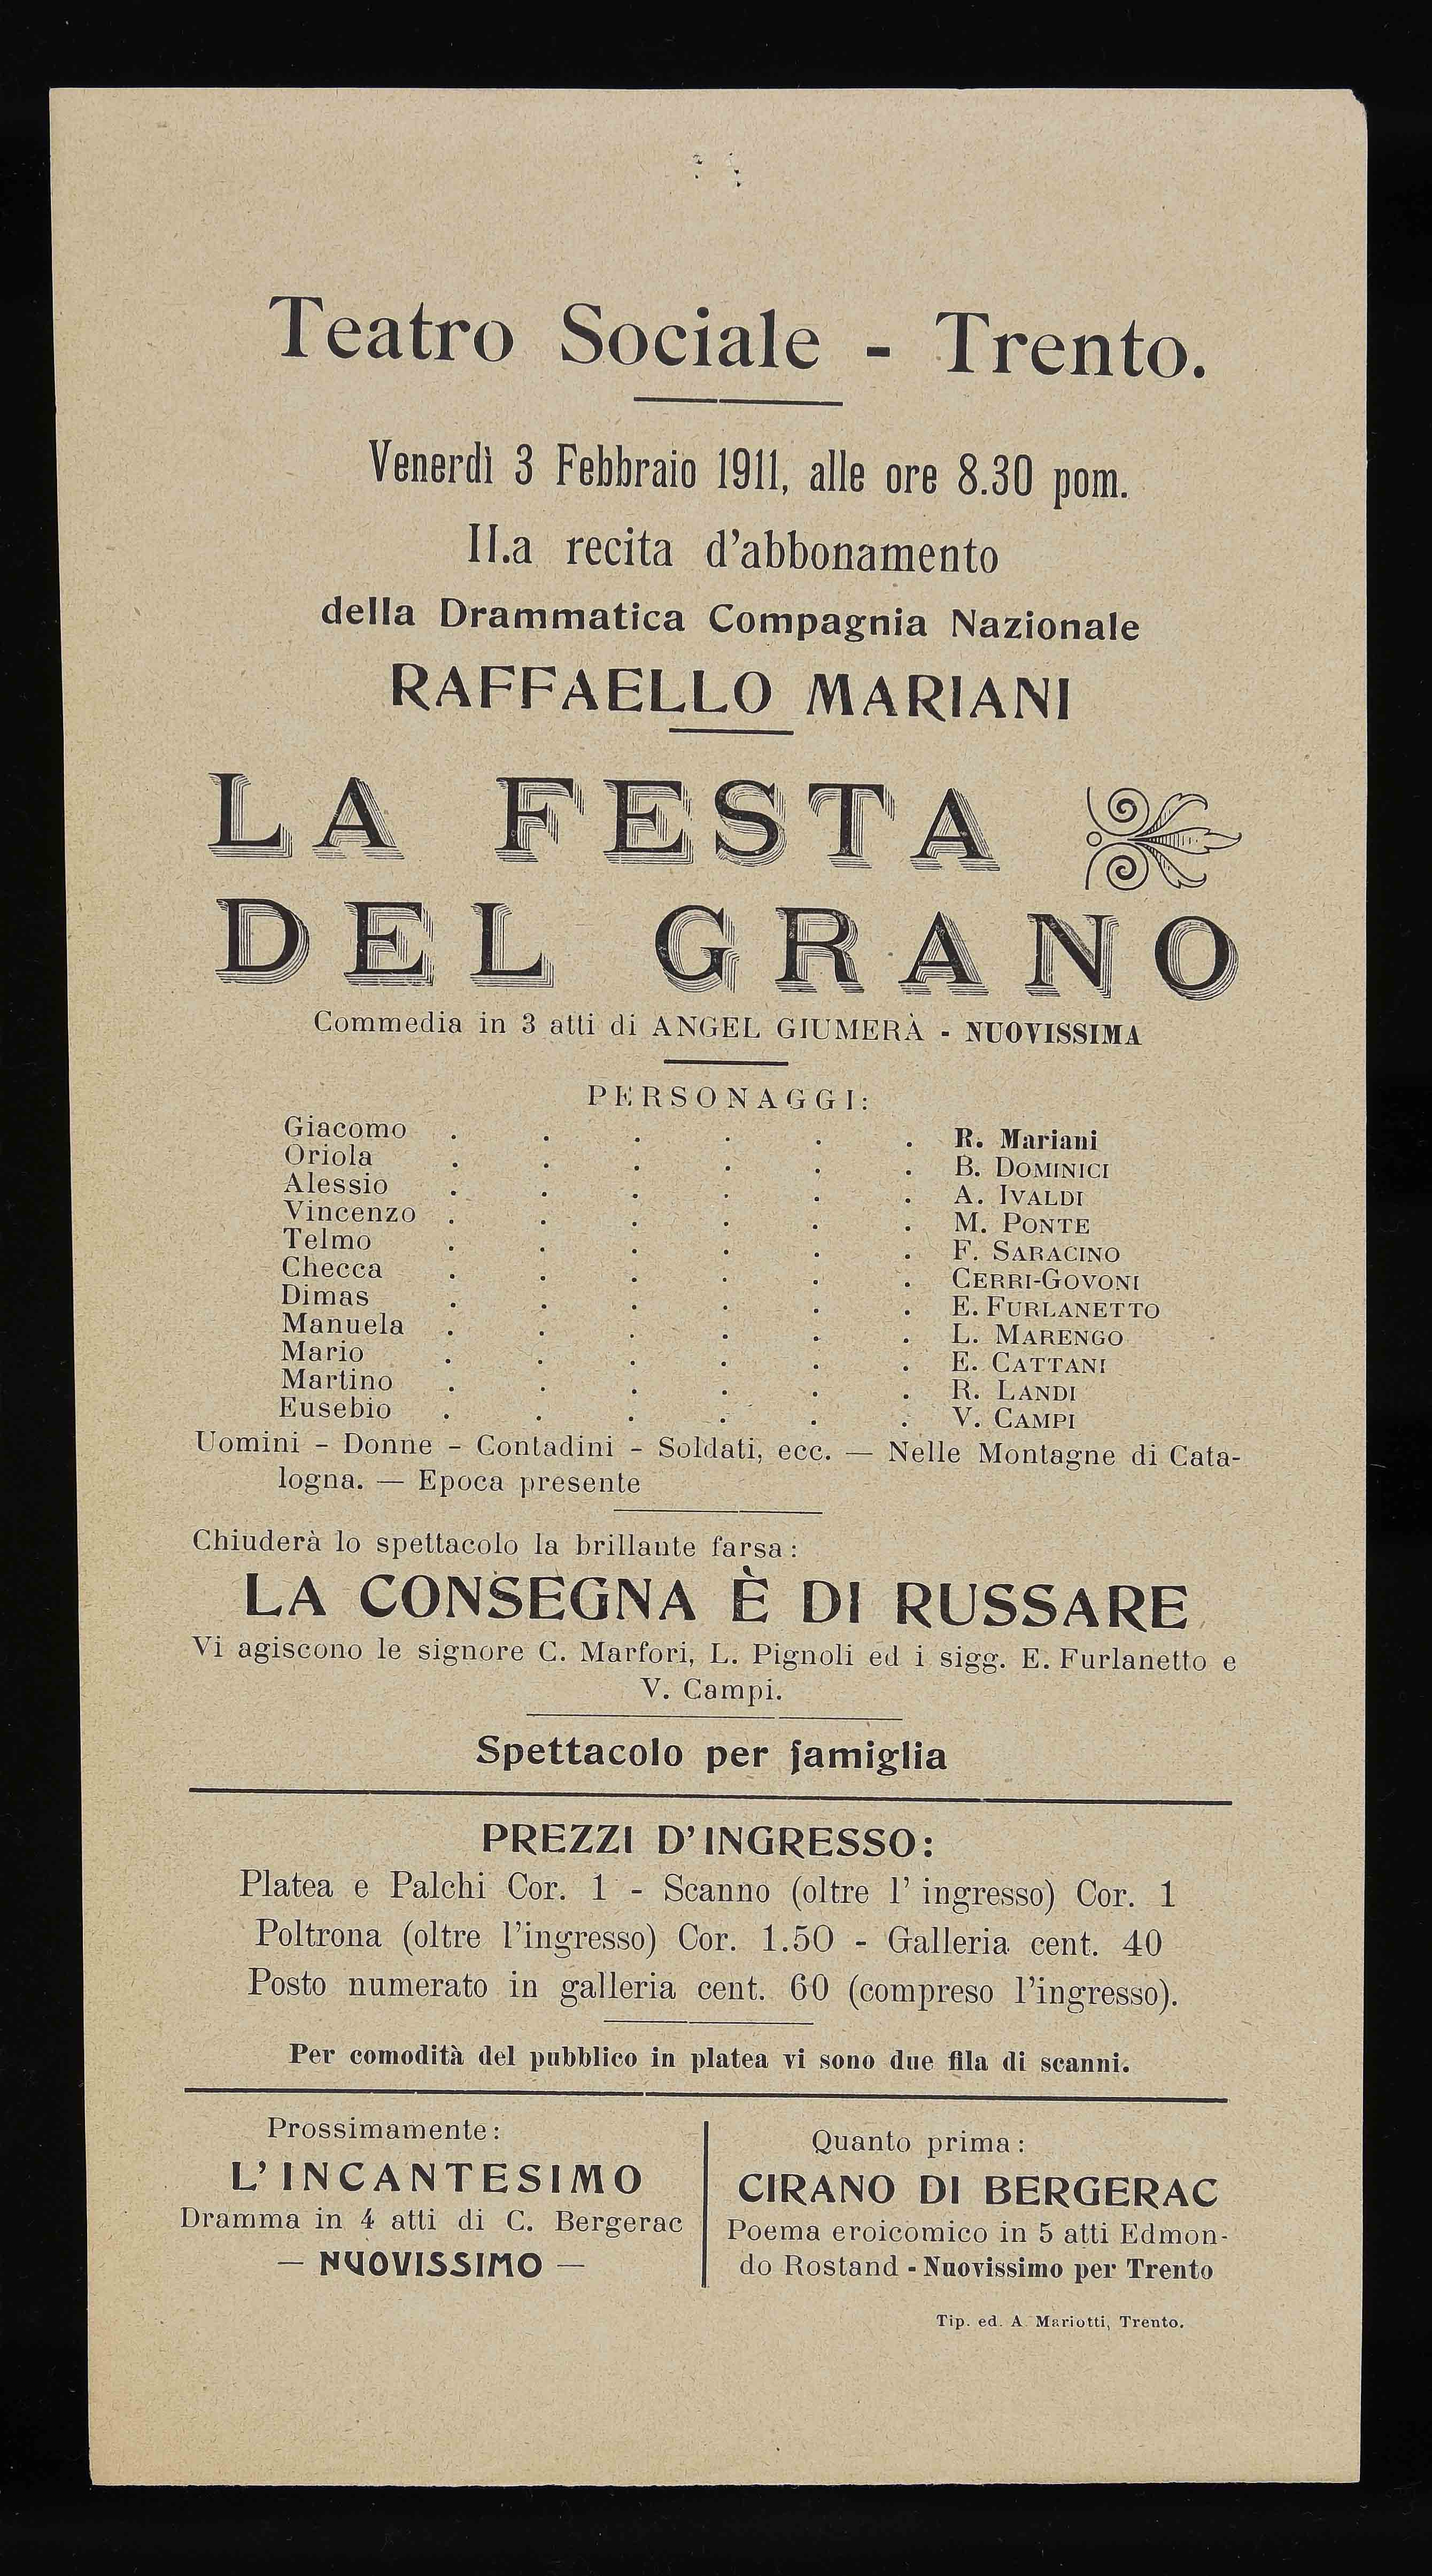 Teatro Sociale - Trento.
Venerdì 3 Febbraio 1911, alle ore 8.30 pom.
II.a recita d'abbonamento
della Drammatica Compagnia Nazionale
RAFFAELLO MARIANI
LA FESTA
DEL GRANO
Commedia in 3 atti di ANGEL GIUMERÀ - NUOVISSIMA
PERSONAGGI:
Giacomo . . . . . . R. Mariani
Oriola . . . . . . B. DOMINICI
Alessio . . . . . . A. IVALDI
Vincenzo . . . . . . M. PONTE
Telmo . . . . . . F. SARACINO
Checca . . . . . . CERRI-GOVONI
Dimas . . . . . . E. FURLANETTO
Manuela . . . . . . L. MARENGO
Mario . . . . . . E. CATTANI
Martino . . . . . . R. LANDI
Eusebio . . . . . . V. CAMPI
Uomini - Donne - Contadini - Soldati, ecc. — Nelle Montagne di Cata-
logna. — Epoca presente
Chiuderà lo spettacolo la brillante farsa:
LA CONSEGNA È DI RUSSARE
Vi agiscono le signore C. Marfori, L. Pignoli ed i sigg. E. Furlanetto e
V. Campi.
Spettacolo per famiglia
PREZZI D'INGRESSO:
Platea e Palchi Cor. 1 - Scanno (oltre l' ingresso) Cor. 1
Poltrona (oltre l'ingresso) Cor. 1.50 - Galleria cent. 40
Posto numerato in galleria cent. 60 (compreso l'ingresso).
Per comodità del pubblico in platea vi sono due fila di scanni.
Prossimamente:
L'INCANTESIMO
Dramma in 4 atti di C. Bergerac
— NUOVISSIMO —
Quanto prima:
CIRANO DI BERGERAC
Poema eroicomico in 5 atti Edmon-
do Rostand - Nuovissimo per Trento
Tip. ed. A. Mariotti, Trento.